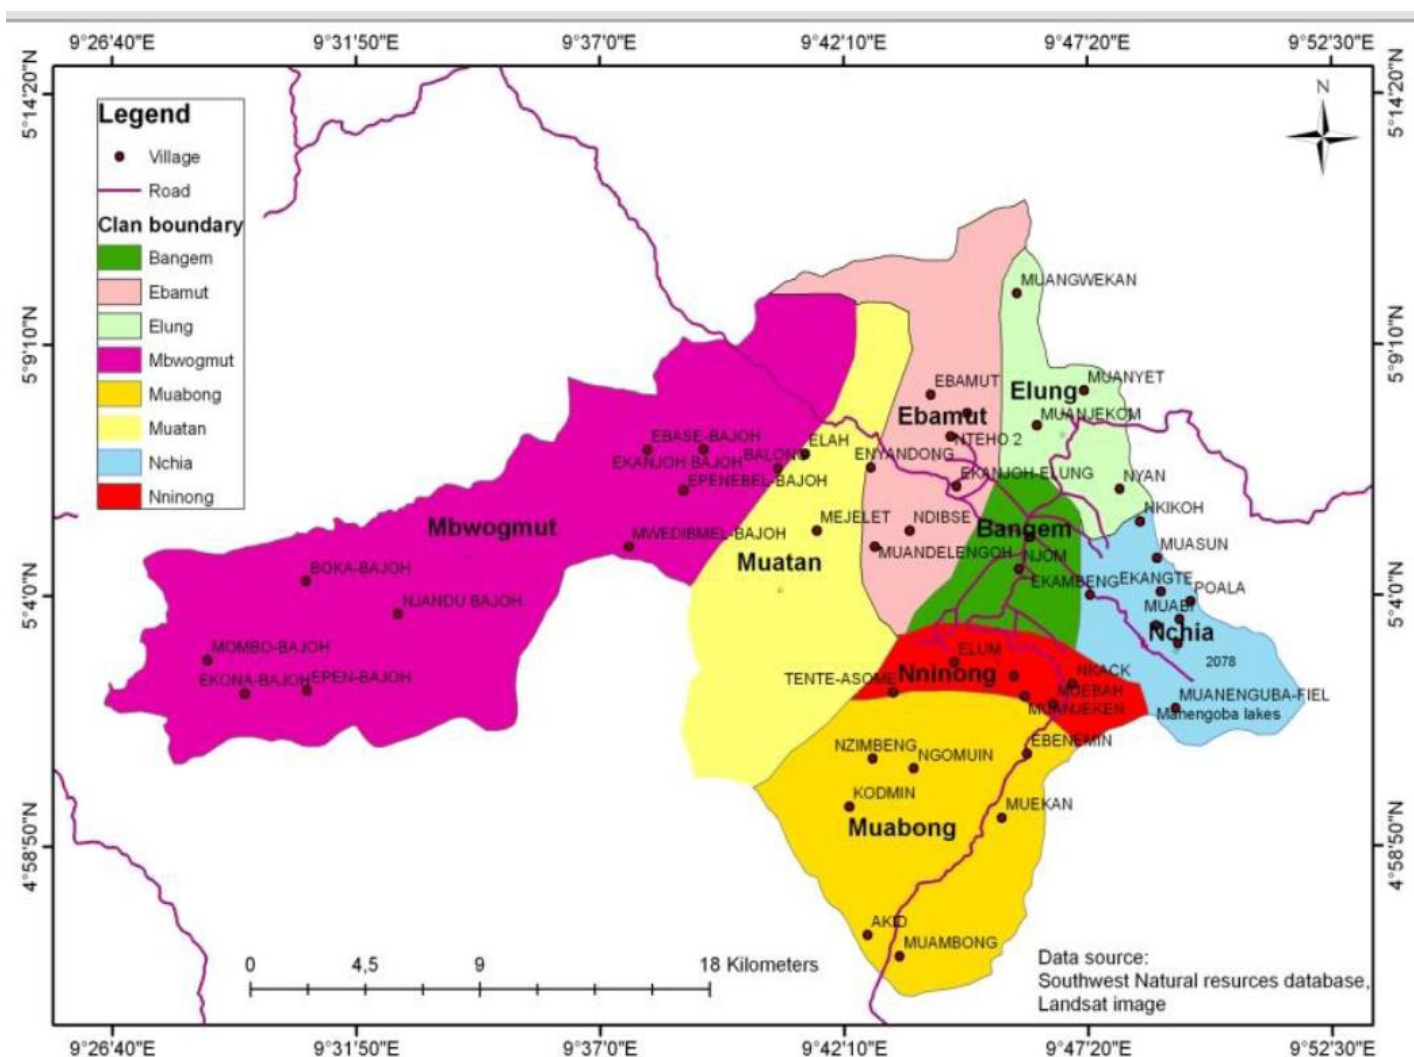 9°26'40"E 9°31'50"E 9°37'0"E 9°42'10"E 9°47'20"E 9°52'30"E
5°14'20"N
5°14'20"N
N
Legend
Village
Road
Clan boundary
Bangem
Ebamut
Elung
Mbwogmut
Muabong
Muatan
Nchia
Nninong
5°9'10"N
5°9'10"N
MUANGWEKAN
EBAMUT
MUANYET
Elung
Ebamut
MUANJEKOM
NTEHO 2
EBASE-BAJOH
ELAH
EKANJOH BAJOH
BALONG
ENYANDONG
EPENEBEL-BAJOH
EKANJOH-ELUNG
NYAN
NKIKOH
Mbwogmut
MWEDIBMEL-BAJOH
MEJELET
NDIBSE
Bangem
Muatan
MUANDELENGOH
NJOM
MUASUN
BOKA-BAJOH
EKAMBENG
EKANGTE
POALA
5°4'0"N
5°4'0"N
NJANDU BAJOH
MUABI
Nchia
MOMBO-BAJOH
ELUM
2078
EKONA-BAJOH
EPEN-BAJOH
TENTE-ASOME
Nninong
NKACK
MUEBAH
MUANJEKEN
MUANENGUBA-FIEL
Manengoba lakes
NZIMBENG
NGOMUIN
EBENEMIN
KODMIN
MUEKAN
Muabong
4°58'50"N
4°58'50"N
AKID
MUAMBONG
0 4,5 9 18 Kilometers
Data source:
Southwest Natural resurces database,
Landsat image
9°26'40"E 9°31'50"E 9°37'0"E 9°42'10"E 9°47'20"E 9°52'30"E